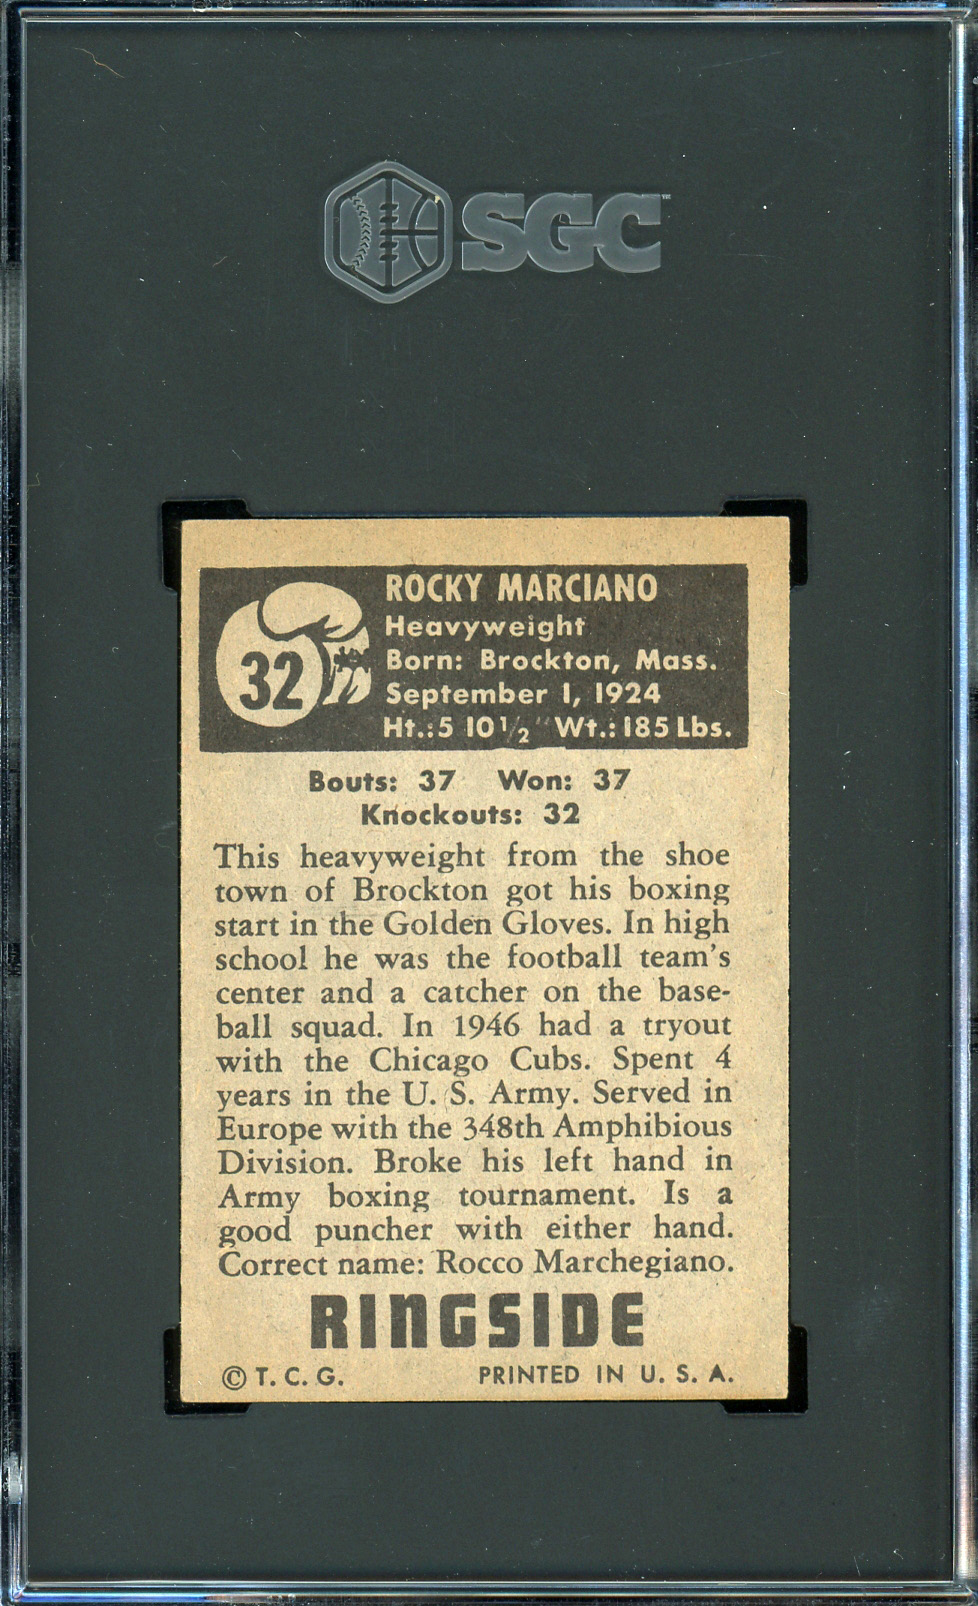 SGC™
32
ROCKY MARCIANO
Heavyweight
Born: Brockton, Mass.
September 1, 1924
Ht.:5 10 1/2" Wt.: 185 Lbs.
Bouts: 37 Won: 37
Knockouts: 32
This heavyweight from the shoe
town of Brockton got his boxing
start in the Golden Gloves. In high
school he was the football team's
center and a catcher on the base-
ball squad. In 1946 had a tryout
with the Chicago Cubs. Spent 4
years in the U. S. Army. Served in
Europe with the 348th Amphibious
Division. Broke his left hand in
Army boxing tournament. Is a
good puncher with either hand.
Correct name: Rocco Marchegiano.
RINGSIDE
© T. C. G. PRINTED IN U. S. A.